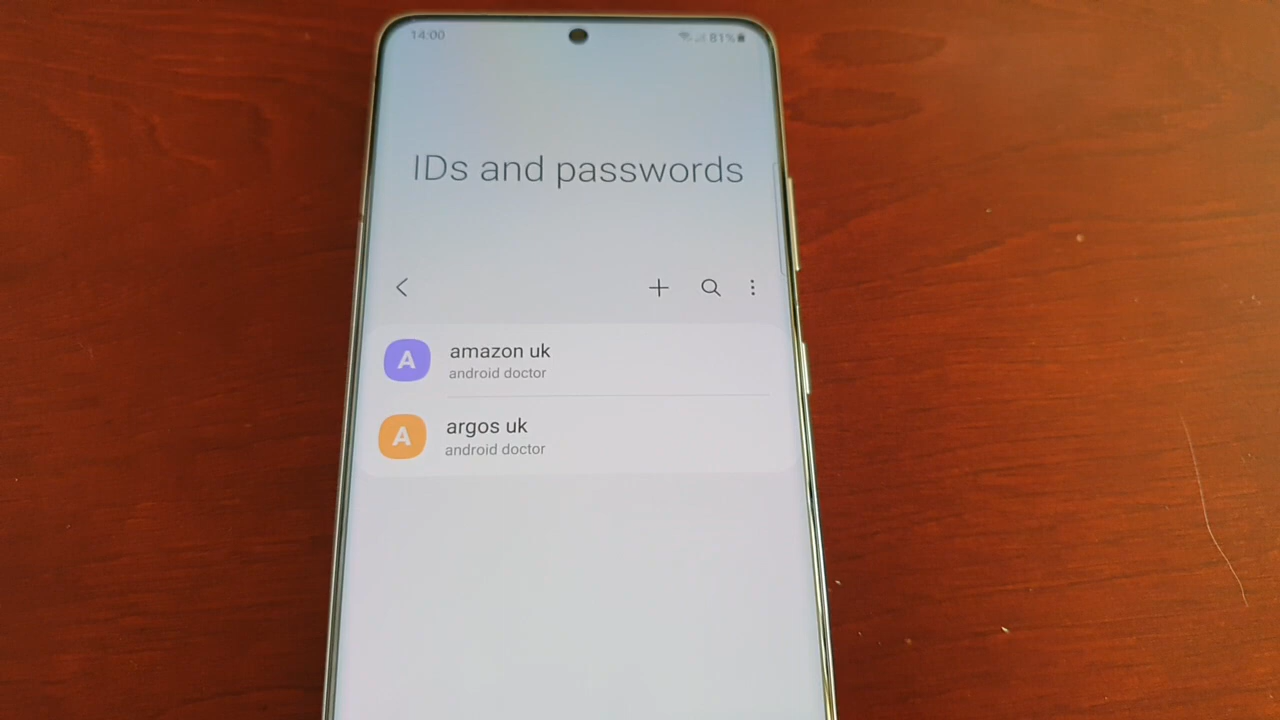 14:00 81%
IDs and passwords
A amazon uk
android doctor
A argos uk
android doctor